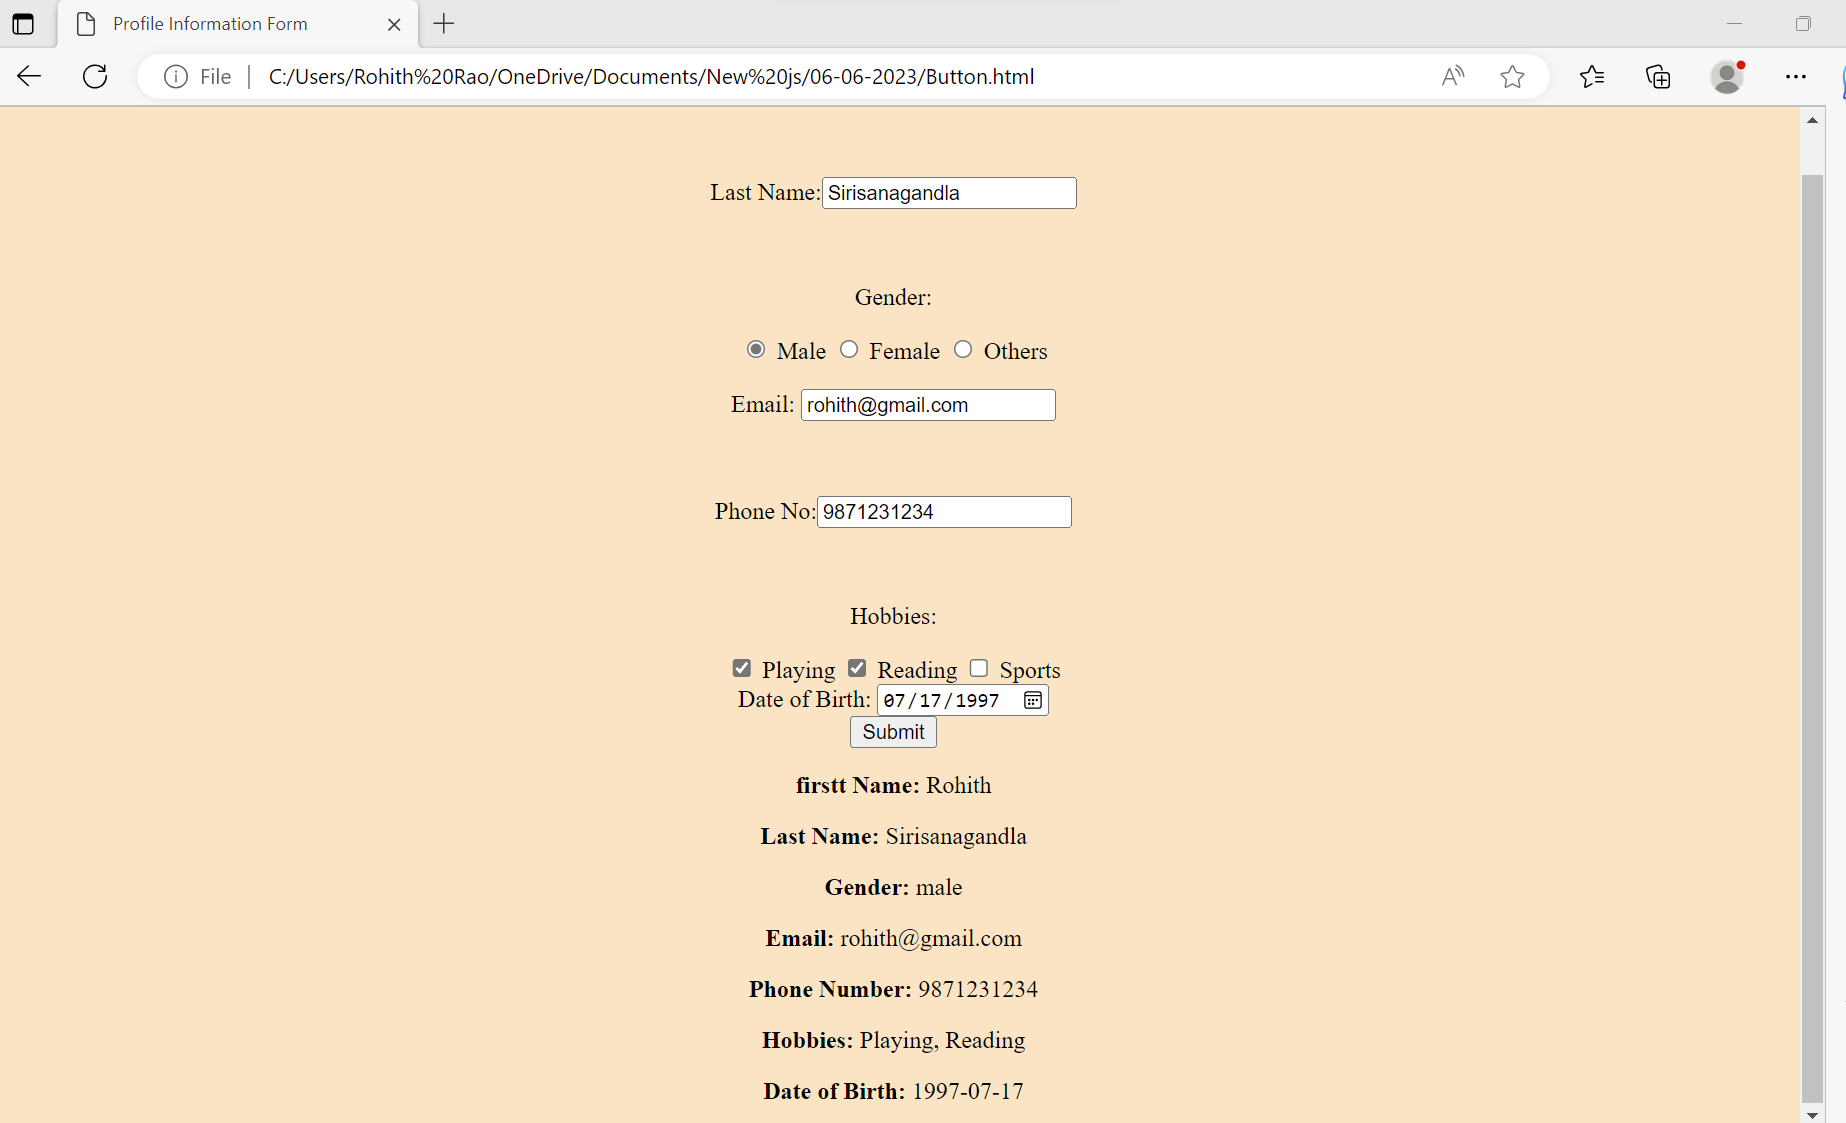 Profile Information Form
File C:/Users/Rohith%20Rao/OneDrive/Documents/New%20js/06-06-2023/Button.html
Last Name: Sirisanagandla
Gender:
Male Female Others
Email: rohith@gmail.com
Phone No: 9871231234
Hobbies:
Playing Reading Sports
Date of Birth: 07/17/1997
Submit
firstt Name: Rohith
Last Name: Sirisanagandla
Gender: male
Email: rohith@gmail.com
Phone Number: 9871231234
Hobbies: Playing, Reading
Date of Birth: 1997-07-17